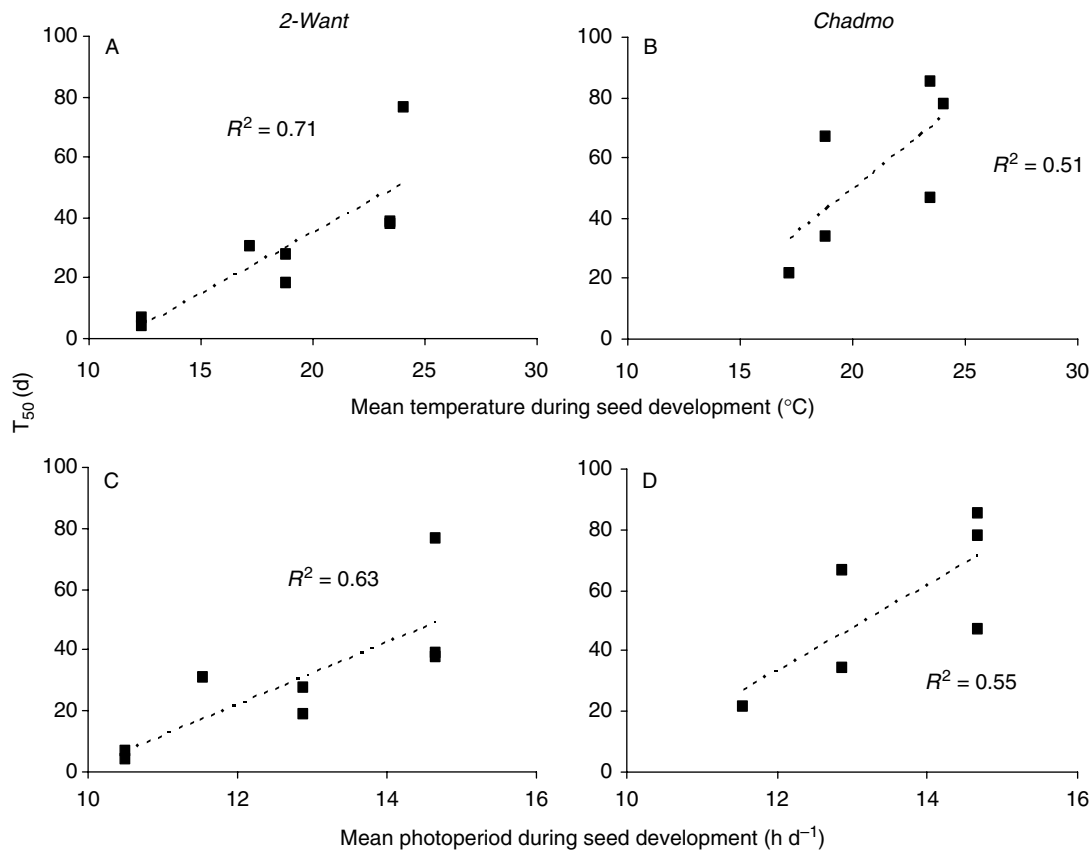 2-Want
Chadmo
A
100
80
60
40
20
0
R² = 0.71
10 15 20 25 30
B
100
80
60
40
20
0
R² = 0.51
10 15 20 25 30
Mean temperature during seed development (°C)
T₅₀ (d)
C
100
80
60
40
20
0
R² = 0.63
10 12 14 16
D
100
80
60
40
20
0
R² = 0.55
10 12 14 16
Mean photoperiod during seed development (h d⁻¹)